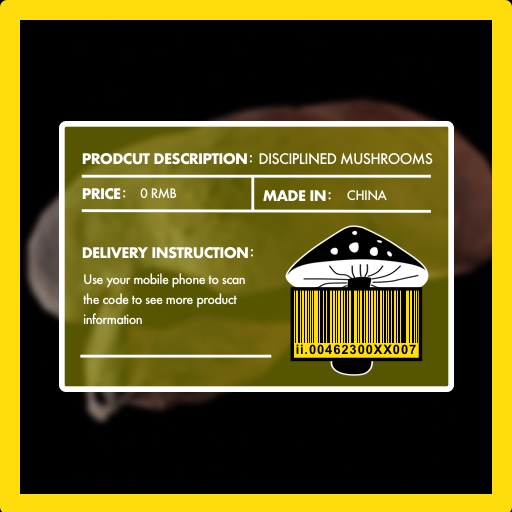 PRODCUT DESCRIPTION: DISCIPLINED MUSHROOMS
PRICE: 0 RMB
MADE IN: CHINA
DELIVERY INSTRUCTION:
Use your mobile phone to scan
the code to see more product
information
ii.00462300XX007